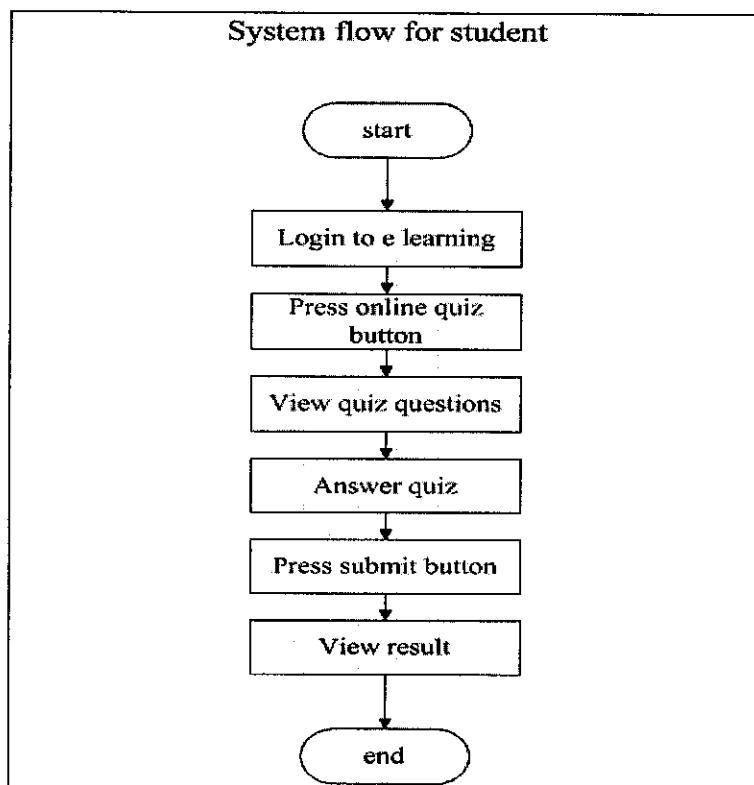 System flow for student
start
Login to e learning
Press online quiz
button
View quiz questions
Answer quiz
Press submit button
View result
end